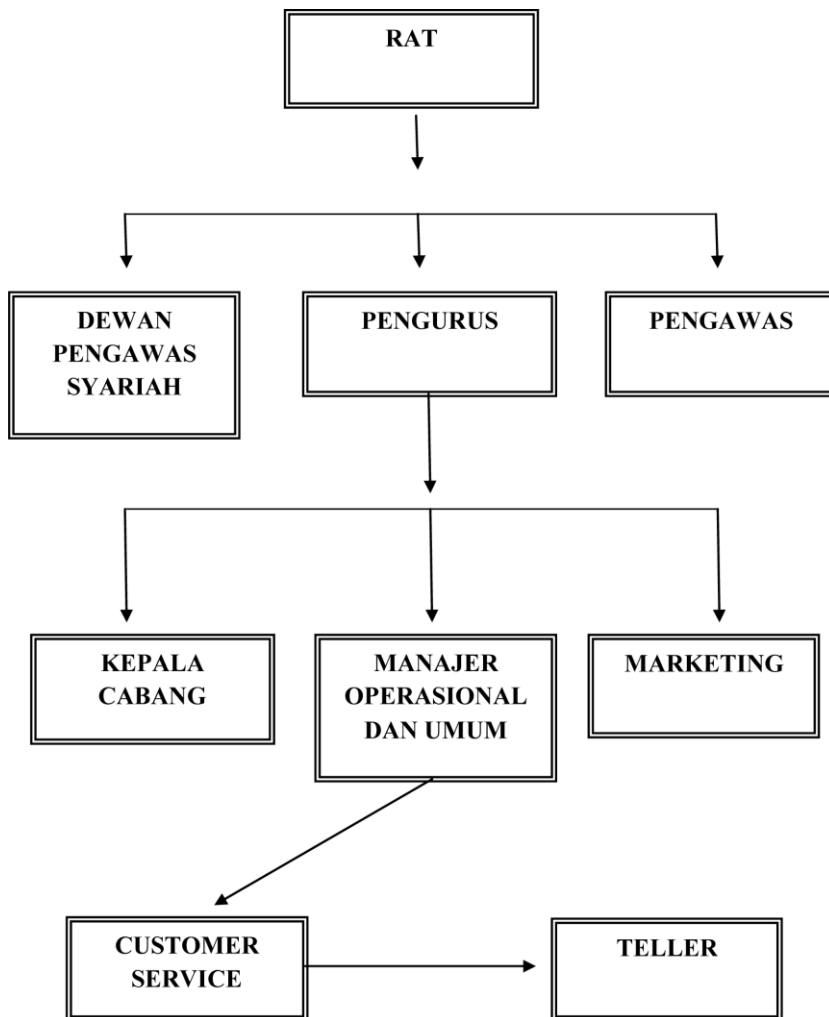 RAT
DEWAN
PENGAWAS
SYARIAH
PENGURUS
PENGAWAS
KEPALA
CABANG
MANAJER
OPERASIONAL
DAN UMUM
MARKETING
CUSTOMER
SERVICE
TELLER